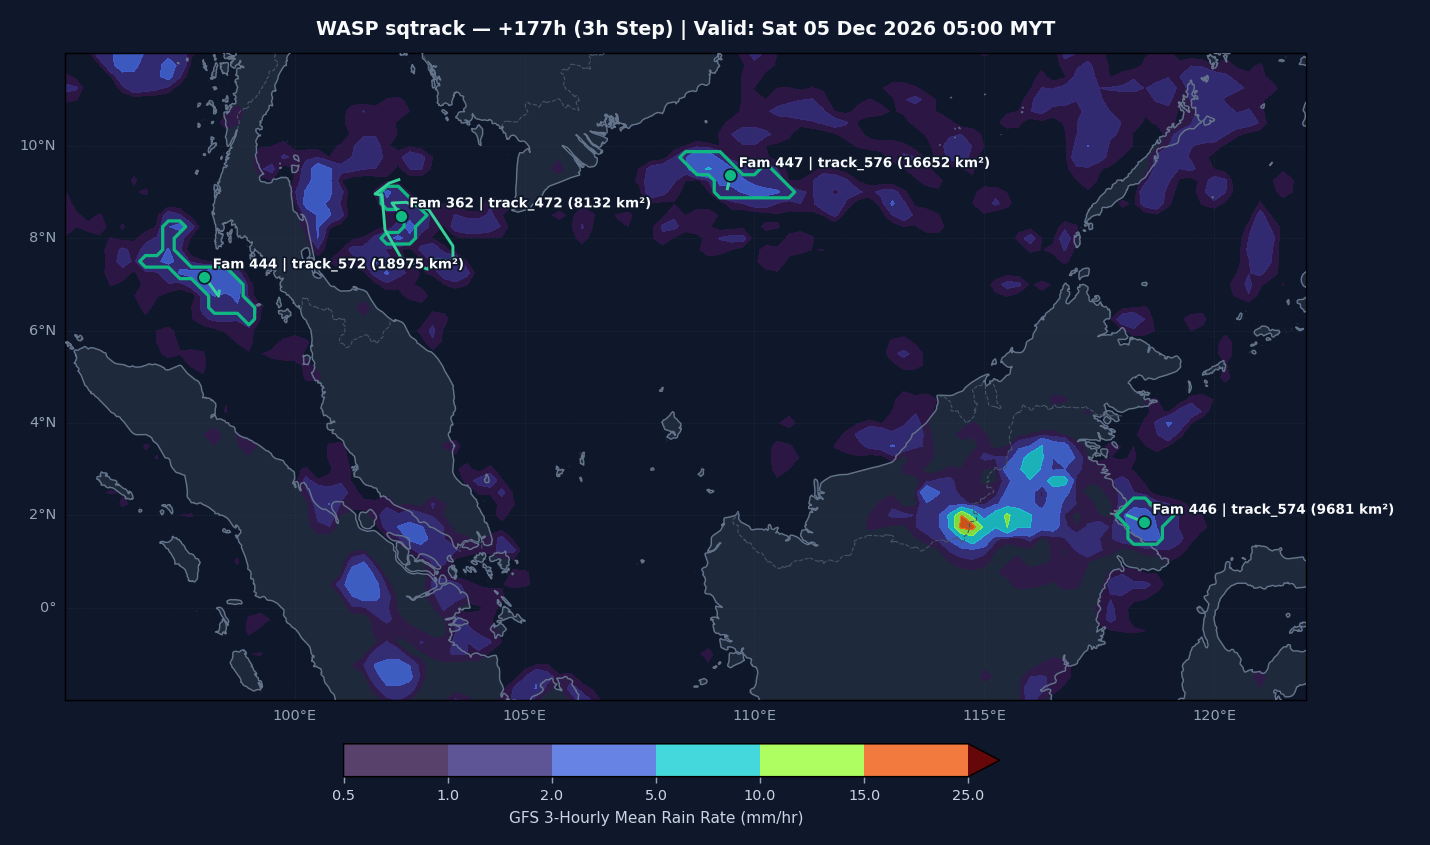 WASP sqtrack — +177h (3h Step) | Valid: Sat 05 Dec 2026 05:00 MYT
10°N
8°N
6°N
4°N
2°N
0°
Fam 447 | track_576 (16652 km²)
Fam 362 | track_472 (8132 km²)
Fam 444 | track_572 (18975 km²)
Fam 446 | track_574 (9681 km²)
100°E 105°E 110°E 115°E 120°E
0.5 1.0 2.0 5.0 10.0 15.0 25.0
GFS 3-Hourly Mean Rain Rate (mm/hr)